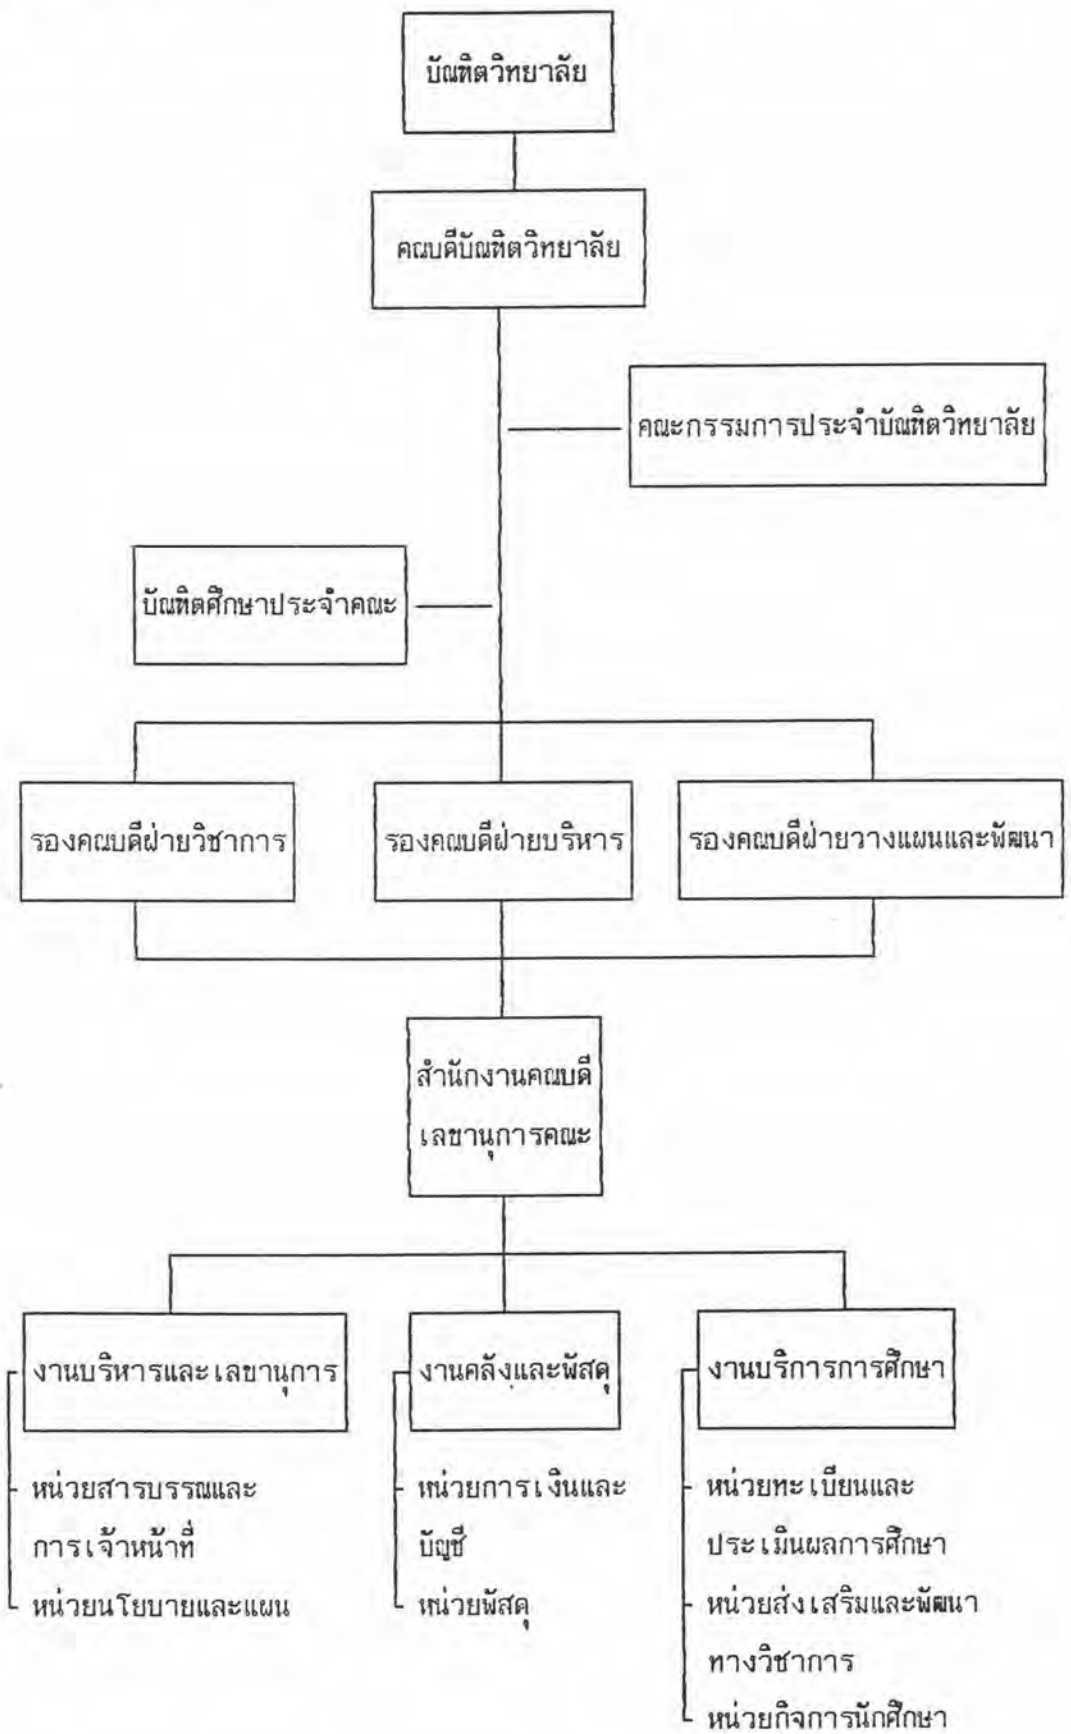 บัณฑิตวิทยาลัย
คณบดีบัณฑิตวิทยาลัย
คณะกรรมการประจำบัณฑิตวิทยาลัย
บัณฑิตศึกษาประจำคณะ
รองคณบดีฝ่ายวิชาการ
รองคณบดีฝ่ายบริหาร
รองคณบดีฝ่ายวางแผนและพัฒนา
สำนักงานคณบดี
เลขานุการคณะ
งานบริหารและเลขานุการ
หน่วยสารบรรณและ
การเจ้าหน้าที่
หน่วยนโยบายและแผน
งานคลังและพัสดุ
หน่วยการเงินและ
บัญชี
หน่วยพัสดุ
งานบริการการศึกษา
หน่วยทะเบียนและ
ประเมินผลการศึกษา
หน่วยส่งเสริมและพัฒนา
ทางวิชาการ
หน่วยกิจการนักศึกษา